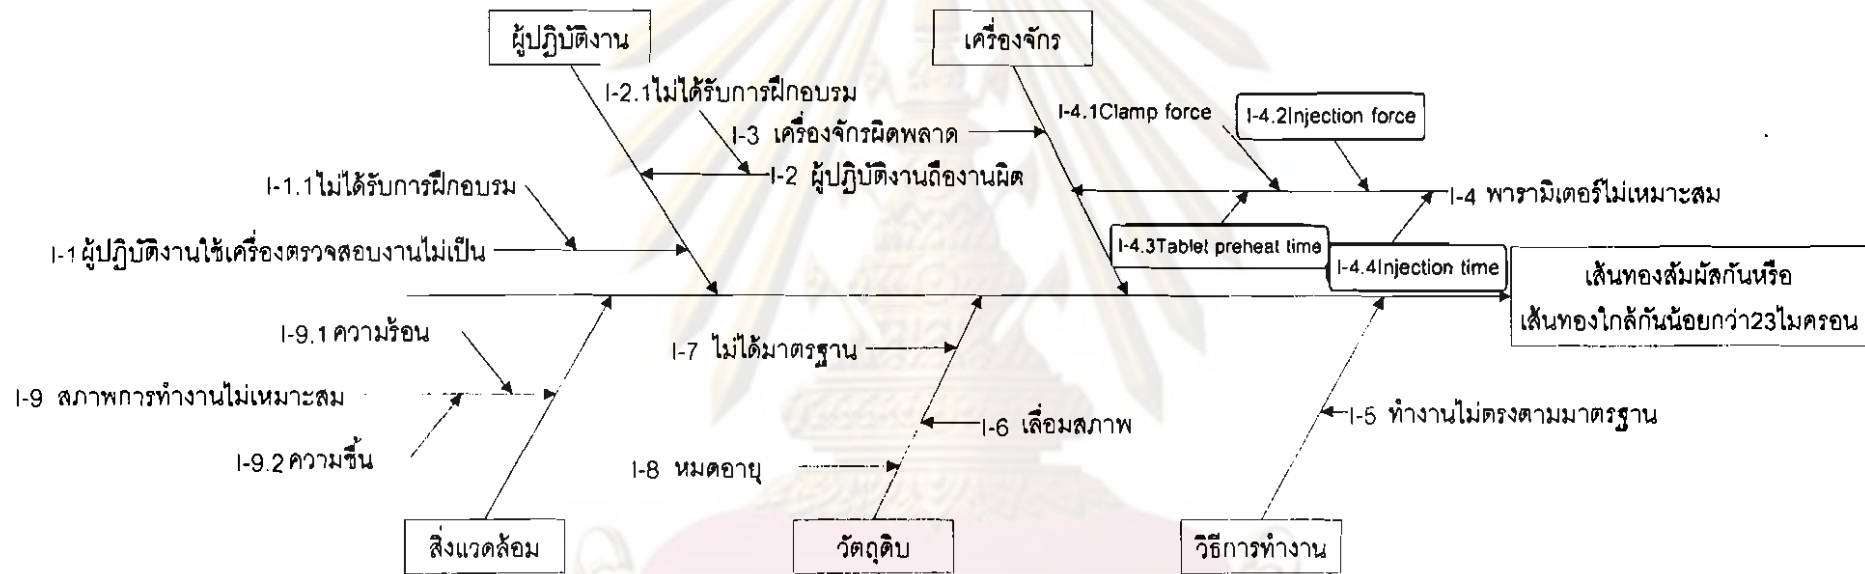 ผู้ปฏิบัติงาน
เครื่องจักร
I-2.1ไม่ได้รับการฝึกอบรม
I-4.1Clamp force
I-4.2Injection force
I-3 เครื่องจักรผิดพลาด
I-2 ผู้ปฏิบัติงานถืองานผิด
I-1.1ไม่ได้รับการฝึกอบรม
I-4 พารามิเตอร์ไม่เหมาะสม
I-1ผู้ปฏิบัติงานใช้เครื่องตรวจสอบงานไม่เป็น
I-4.3Tablet preheat time
I-4.4Injection time
เส้นทองสัมผัสกันหรือ
เส้นทองใกล้กันน้อยกว่า23ไมครอน
I-9.1ความร้อน
I-7 ไม่ได้มาตรฐาน
I-9 สภาพการทำงานไม่เหมาะสม
I-6 เสื่อมสภาพ
I-5 ทำงานไม่ตรงตามมาตรฐาน
I-9.2ความชื้น
I-8 หมดอายุ
สิ่งแวดล้อม
วัตถุดิบ
วิธีการทำงาน